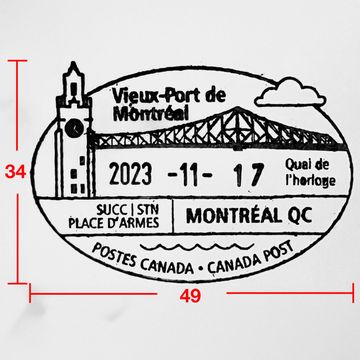 Vieux-Port de
Montréal
2023 -11- 17
Quai de
l'horloge
34
SUCC | STN
PLACE D'ARMES
MONTRÉAL QC
POSTES CANADA • CANADA POST
49